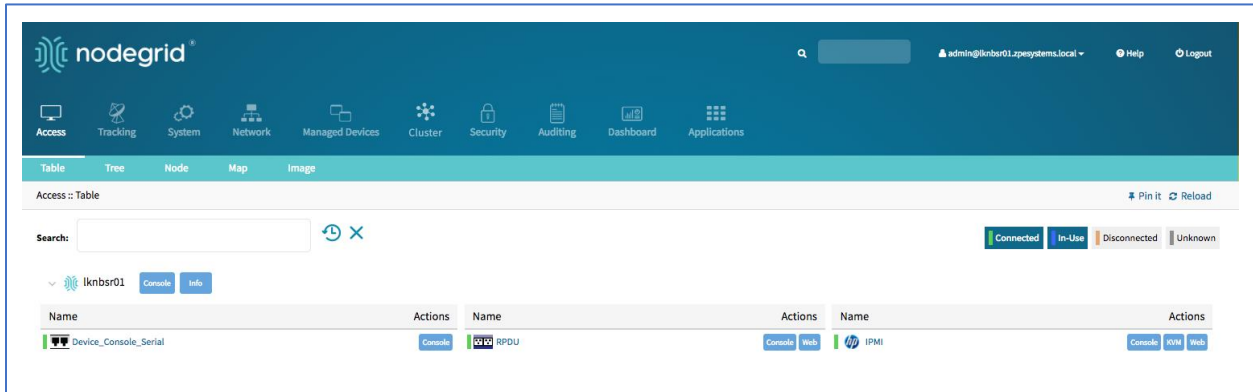 nodegrid®
admin@lknbsr01.zpesystems.local Help Logout
Access Tracking System Network Managed Devices Cluster Security Auditing Dashboard Applications
Table Tree Node Map Image
Access :: Table Pin it Reload
Search: Connected In-Use Disconnected Unknown
lknbsr01 Console Info
Name Actions Name Actions Name Actions
Device_Console_Serial Console RPDU Console Web hp IPMI Console KVM Web